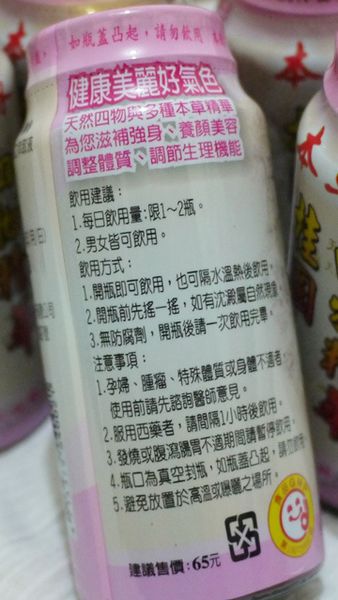 如瓶蓋凸起，請勿飲用
健康美麗好氣色
天然四物與多種本草精華
為您滋補強身、養顏美容
調整體質、調節生理機能
飲用建議：
1.每日飲用量:限1~2瓶。
2.男女皆可飲用。
飲用方式：
1.開瓶即可飲用，也可隔水溫熱後飲用。
2.開瓶前先搖一搖，如有沈澱屬自然現象。
3.無防腐劑，開瓶後請一次飲用完畢。
注意事項：
1.孕婦、腫瘤、特殊體質或身體不適者，
使用前請先諮詢醫師意見。
2.服用西藥者，請間隔1小時後飲用。
3.發燒或腹瀉腸胃不適期間請暫停飲用。
4.瓶口為真空封瓶，如瓶蓋凸起，請勿飲用
5.避免放置於高溫或曝曬之場所。
建議售價：65元
本
本
桂